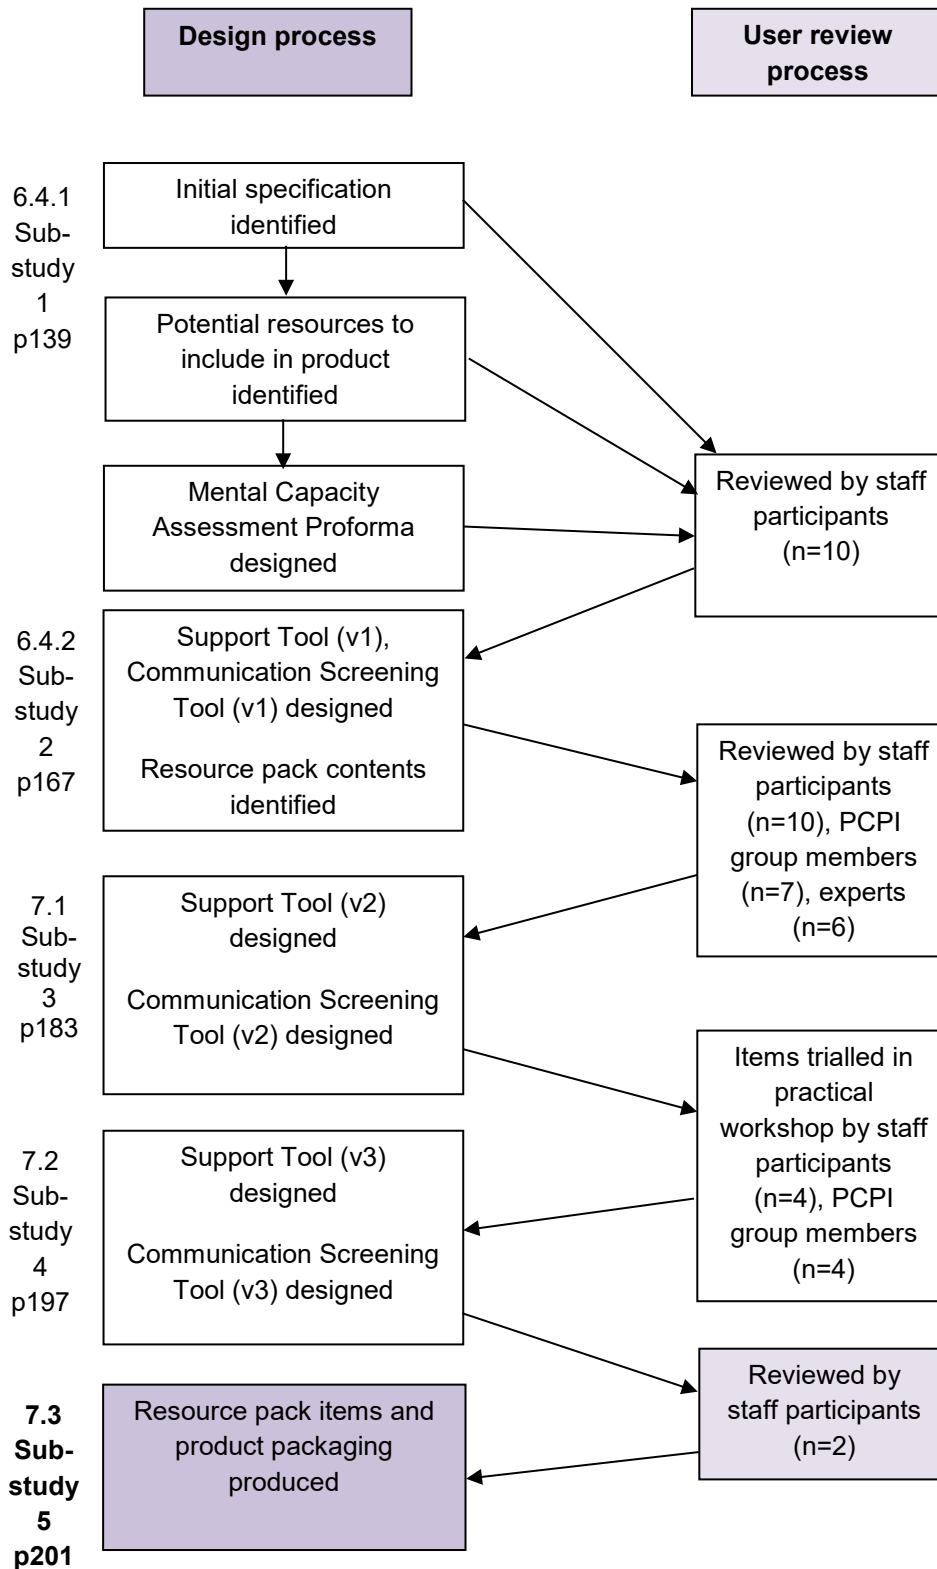 Design process
User review
process
6.4.1
Sub-
study
1
p139
Initial specification
identified
Potential resources to
include in product
identified
Mental Capacity
Assessment Proforma
designed
Reviewed by staff
participants
(n=10)
6.4.2
Sub-
study
2
p167
Support Tool (v1),
Communication Screening
Tool (v1) designed
Resource pack contents
identified
Reviewed by staff
participants
(n=10), PCPI
group members
(n=7), experts
(n=6)
7.1
Sub-
study
3
p183
Support Tool (v2)
designed
Communication Screening
Tool (v2) designed
Items trialled in
practical
workshop by staff
participants
(n=4), PCPI
group members
(n=4)
7.2
Sub-
study
4
p197
Support Tool (v3)
designed
Communication Screening
Tool (v3) designed
Reviewed by
staff participants
(n=2)
7.3
Sub-
study
5
p201
Resource pack items and
product packaging
produced